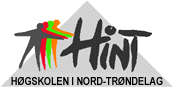 HiNT
HØGSKOLEN I NORD-TRØNDELAG